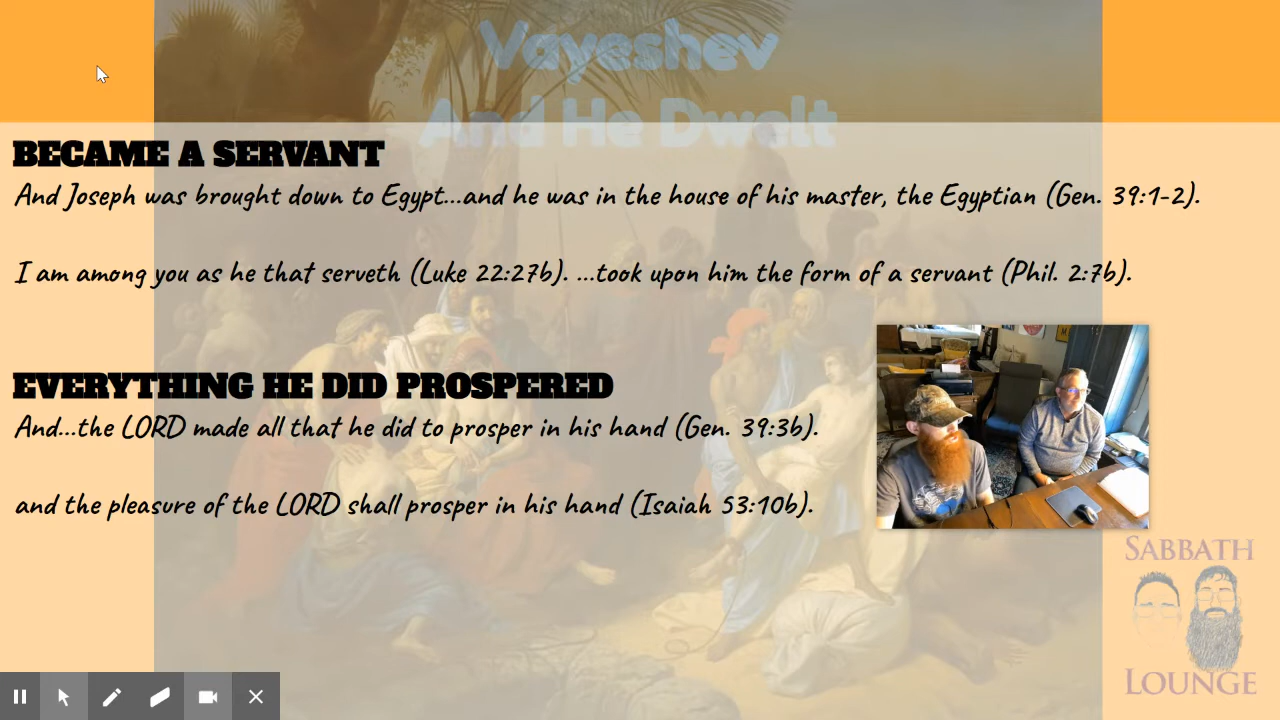 Vayeshev
And He Dwalt
BECAME A SERVANT
And Joseph was brought down to Egypt...and he was in the house of his master, the Egyptian (Gen. 39:1-2).
I am among you as he that serveth (Luke 22:27b). ...took upon him the form of a servant (Phil. 2:7b).
EVERYTHING HE DID PROSPERED
And...the LORD made all that he did to prosper in his hand (Gen. 39:3b).
and the pleasure of the LORD shall prosper in his hand (Isaiah 53:10b).
SABBATH
LOUNGE